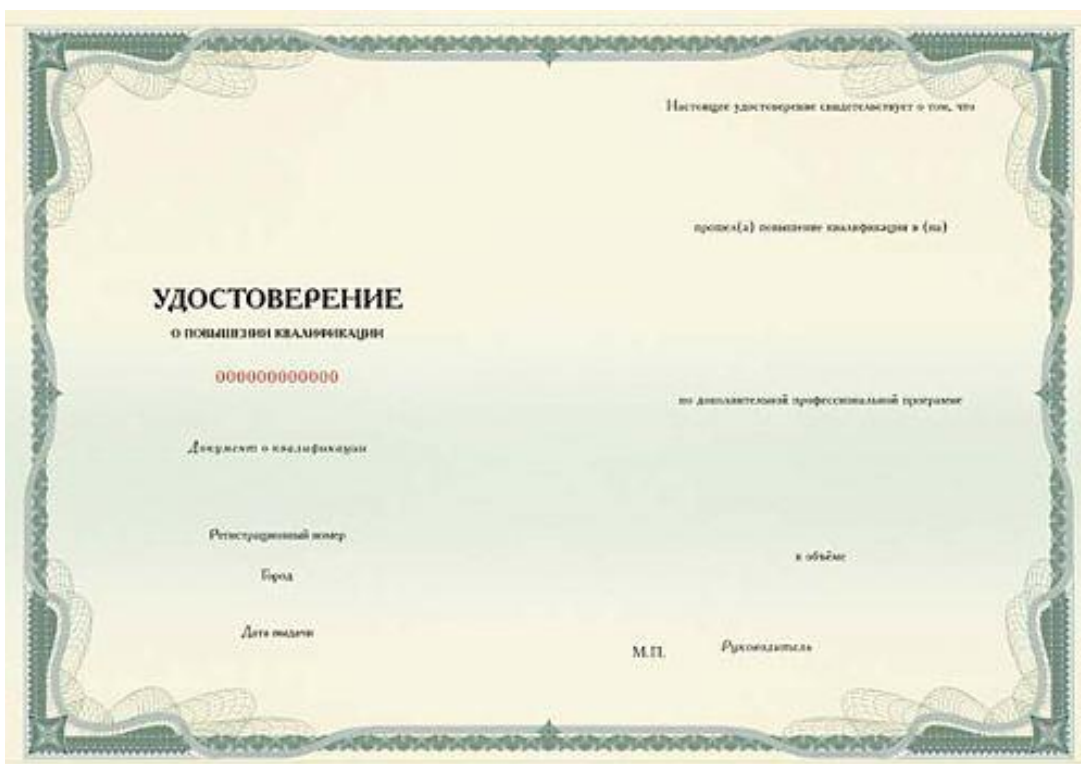 УДОСТОВЕРЕНИЕ
О ПОВЫШЕНИИ КВАЛИФИКАЦИИ
000000000000
Документ о квалификации
Регистрационный номер
Город
Дата выдачи
Настоящее удостоверение свидетельствует о том, что
прошел(а) повышение квалификации в (на)
по дополнительной профессиональной программе
в объёме
М.П.
Руководитель